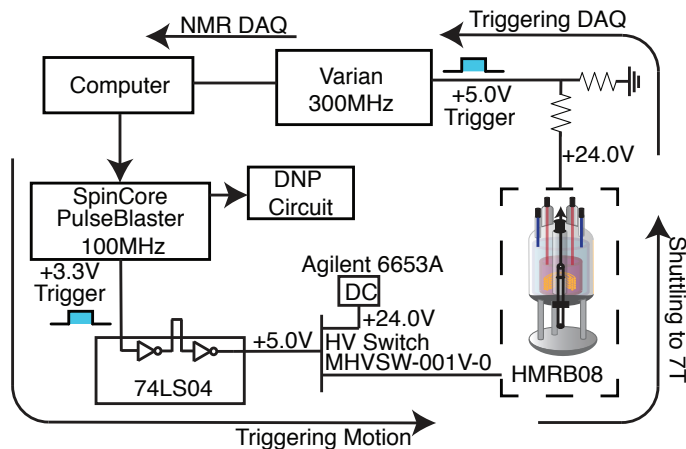 NMR DAQ
Triggering DAQ
Computer
Varian
300MHz
+5.0V
Trigger
+24.0V
SpinCore
PulseBlaster
100MHz
DNP
Circuit
+3.3V
Trigger
Agilent 6653A
DC
+24.0V
+5.0V
HV Switch
MHVSW-001V-0
74LS04
HMRB08
Shuttling to 7T
Triggering Motion